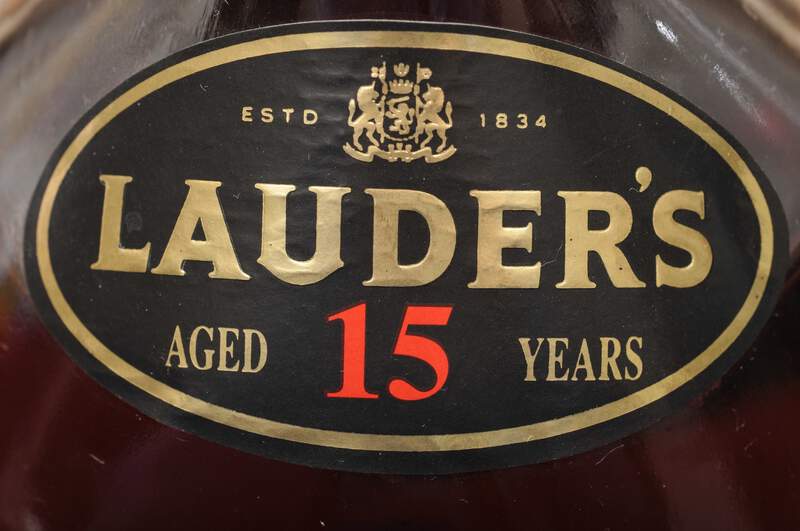 ESTD 1834
LAUDER'S
AGED 15 YEARS